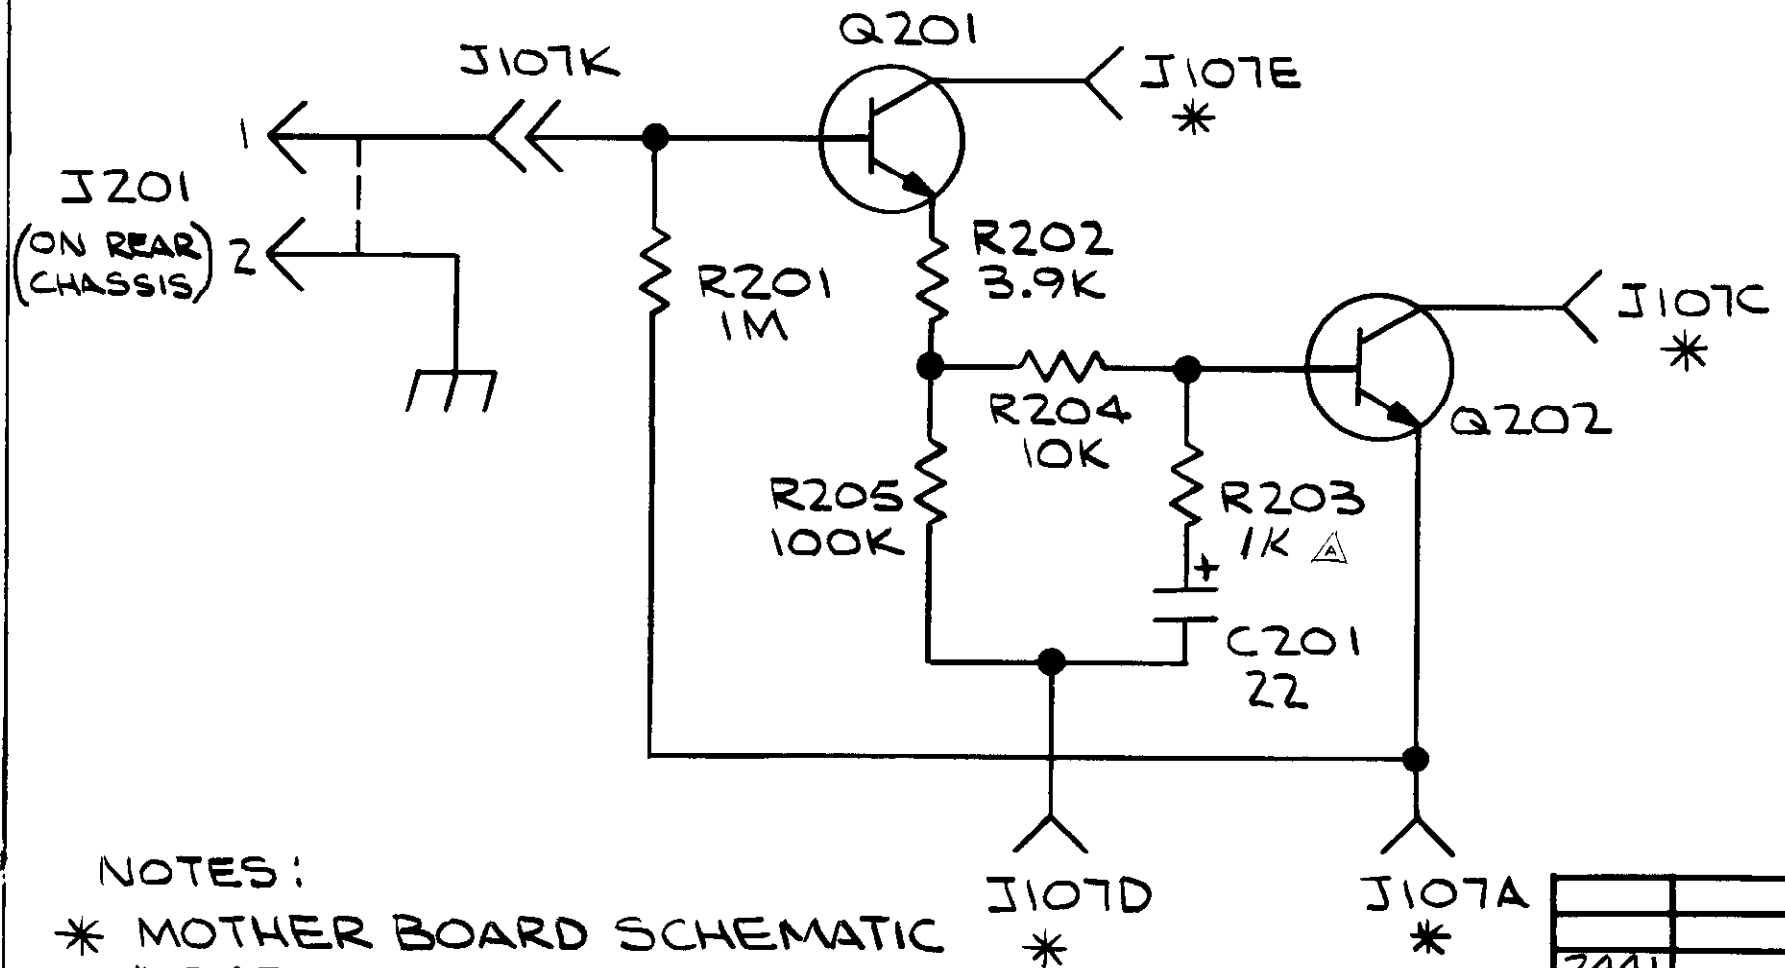 Q201
J107K
J107E
*
1
J201
(ON REAR
CHASSIS)
2
R202
3.9K
R201
1M
J107C
*
R204
10K
Q202
R205
100K
R203
1K A
+
C201
22
NOTES:
* MOTHER BOARD SCHEMATIC
J107D
*
J107A
*